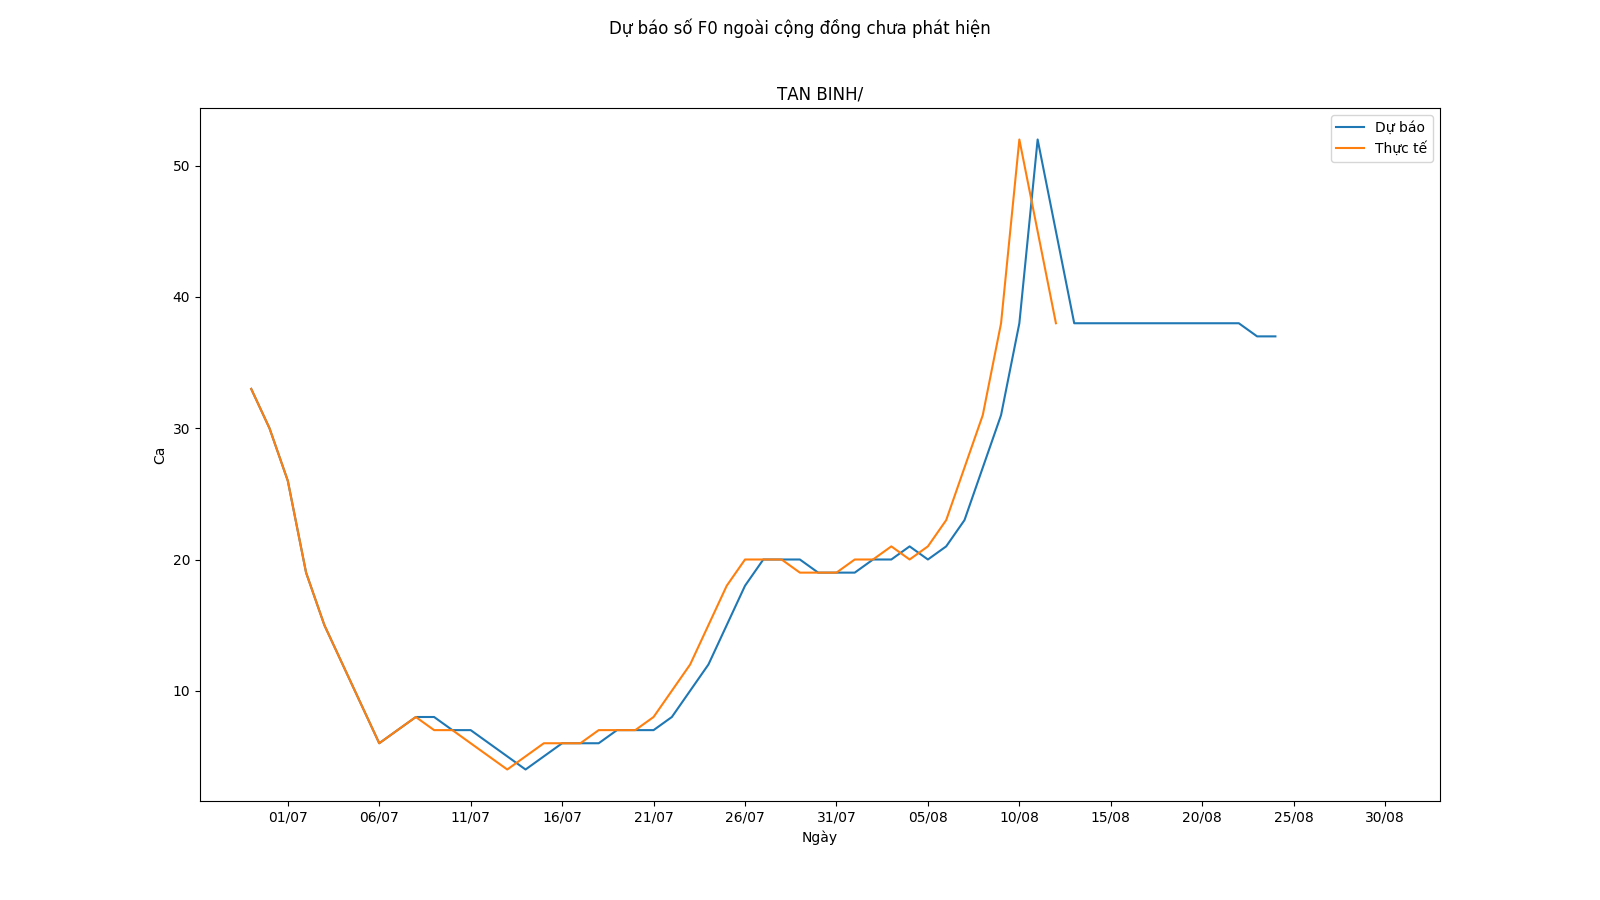 Dự báo số F0 ngoài cộng đồng chưa phát hiện
TAN BINH/
Dự báo
Thực tế
50
40
30
20
10
Ca
01/07 06/07 11/07 16/07 21/07 26/07 31/07 05/08 10/08 15/08 20/08 25/08 30/08
Ngày